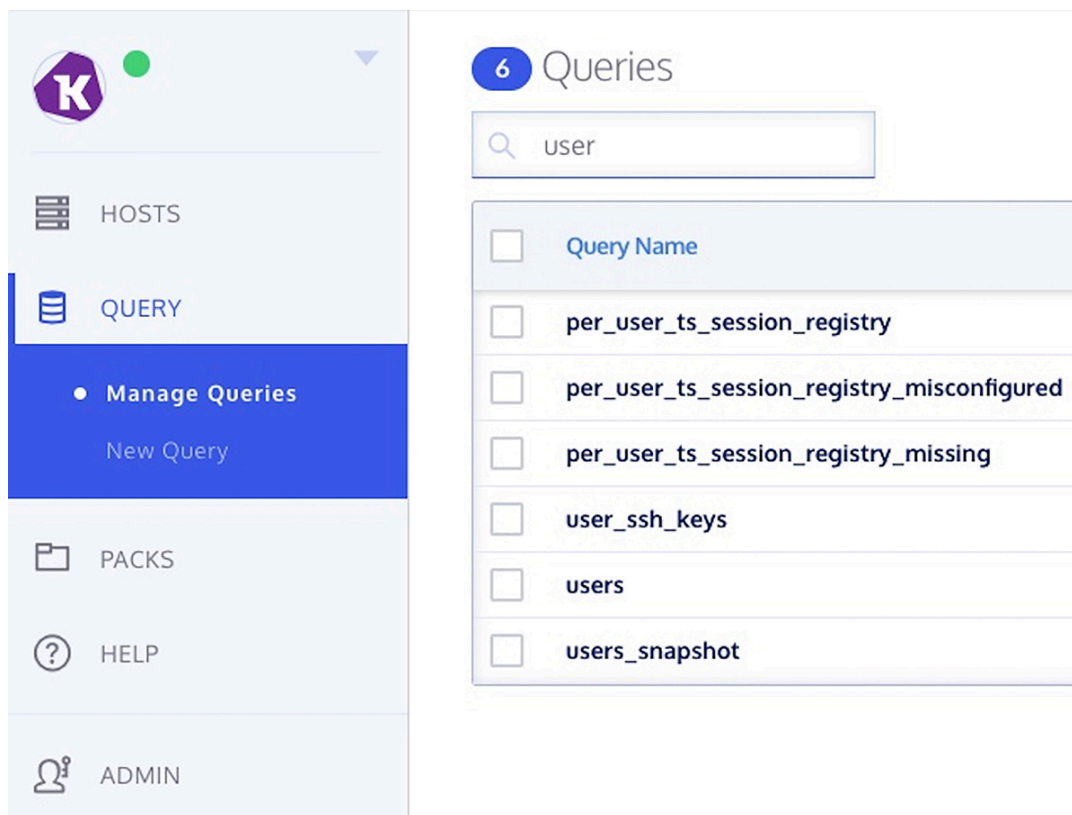 K
HOSTS
QUERY
Manage Queries
New Query
PACKS
HELP
ADMIN
6 Queries
user
Query Name
per_user_ts_session_registry
per_user_ts_session_registry_misconfigured
per_user_ts_session_registry_missing
user_ssh_keys
users
users_snapshot